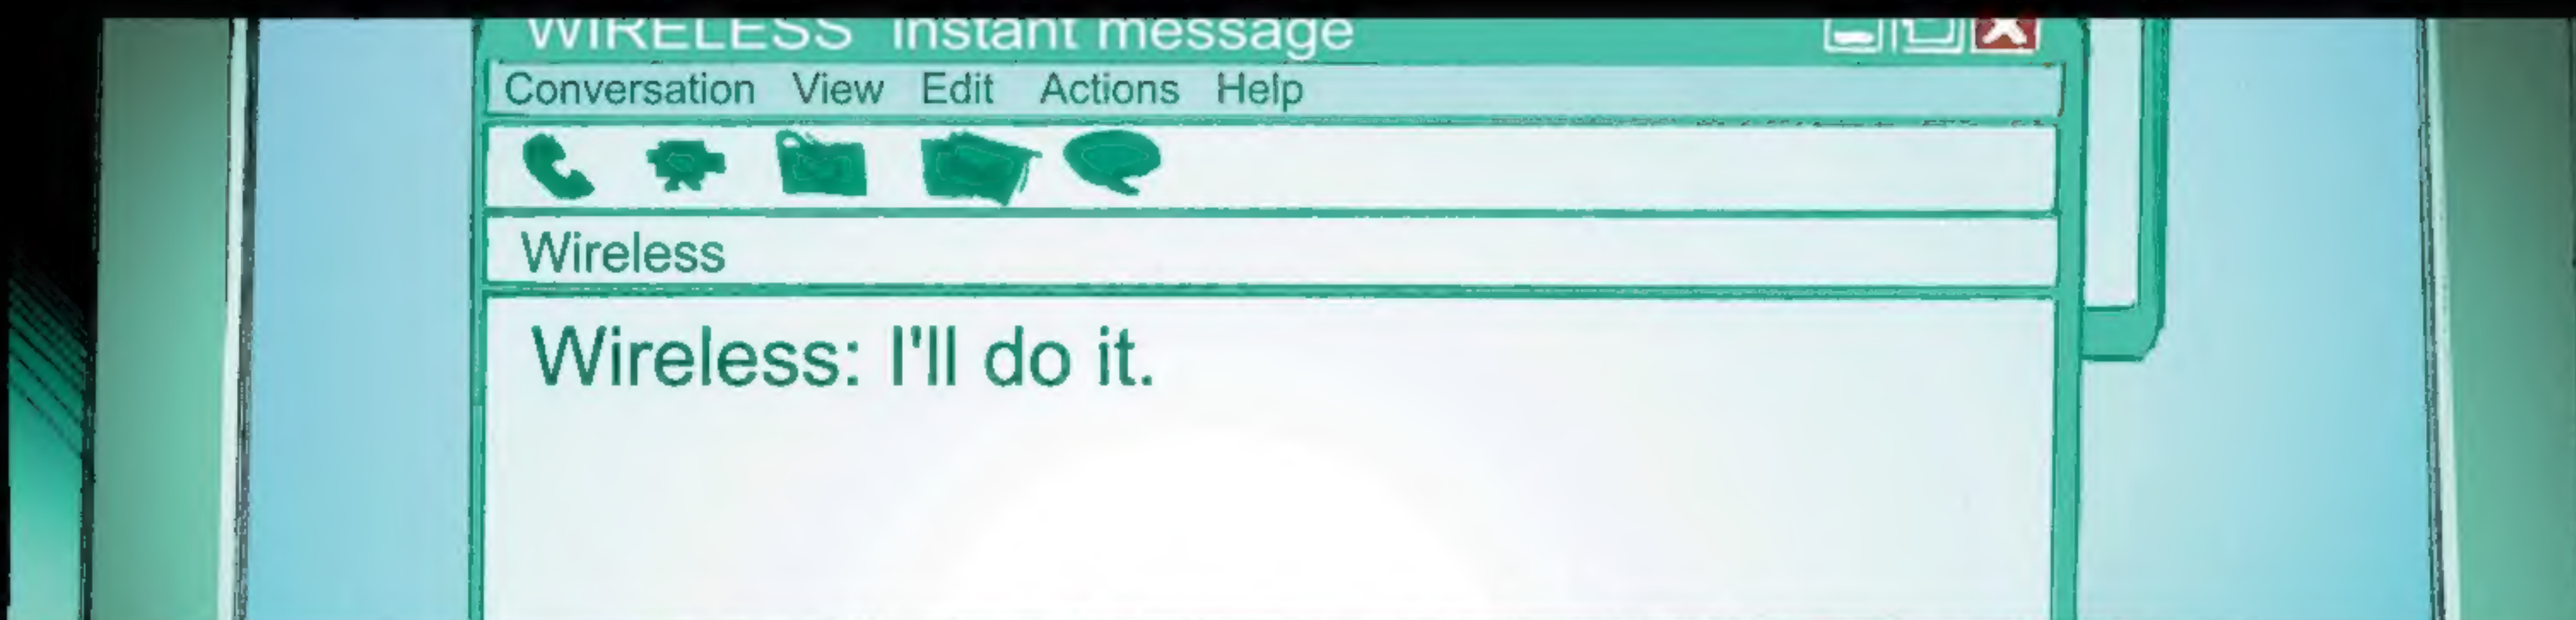 WIRELESS Instant message
Conversation View Edit Actions Help
Wireless
Wireless: I'll do it.